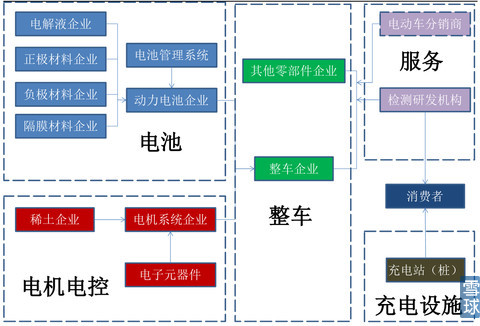 电解液企业
正极材料企业
负极材料企业
隔膜材料企业
电池管理系统
动力电池企业
电池
稀土企业
电机系统企业
电子元器件
电机电控
其他零部件企业
整车企业
整车
电动车分销商
服务
检测研发机构
消费者
充电站（桩）
充电设施
雪球